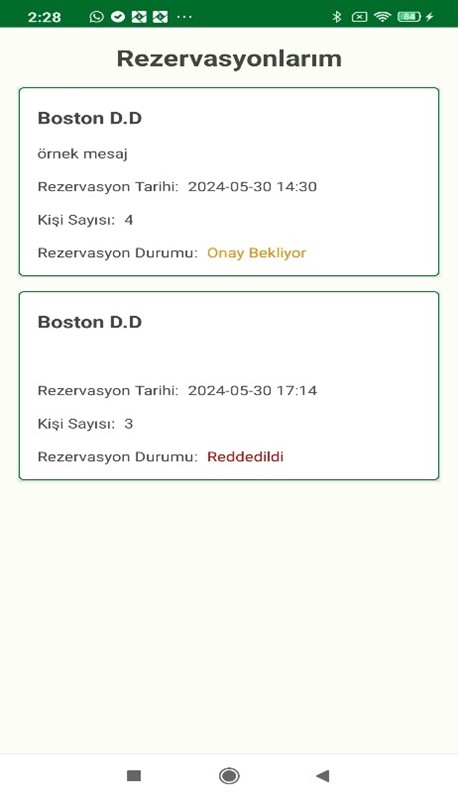 2:28
84
Rezervasyonlarım
Boston D.D
örnek mesaj
Rezervasyon Tarihi: 2024-05-30 14:30
Kişi Sayısı: 4
Rezervasyon Durumu: Onay Bekliyor
Boston D.D
Rezervasyon Tarihi: 2024-05-30 17:14
Kişi Sayısı: 3
Rezervasyon Durumu: Reddedildi